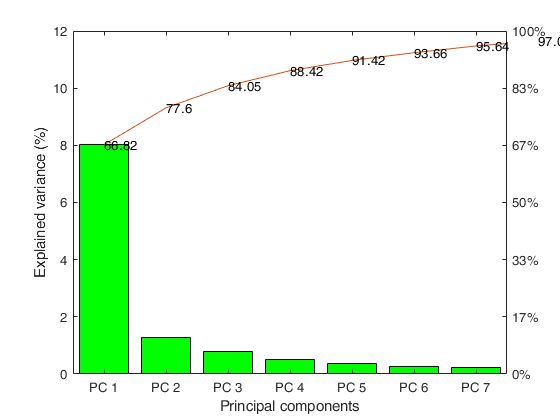 12
10
8
6
4
2
0
Explained variance (%)
100%
83%
67%
50%
33%
17%
0%
66.82
77.6
84.05
88.42
91.42
93.66
95.64
PC 1
PC 2
PC 3
PC 4
PC 5
PC 6
PC 7
Principal components